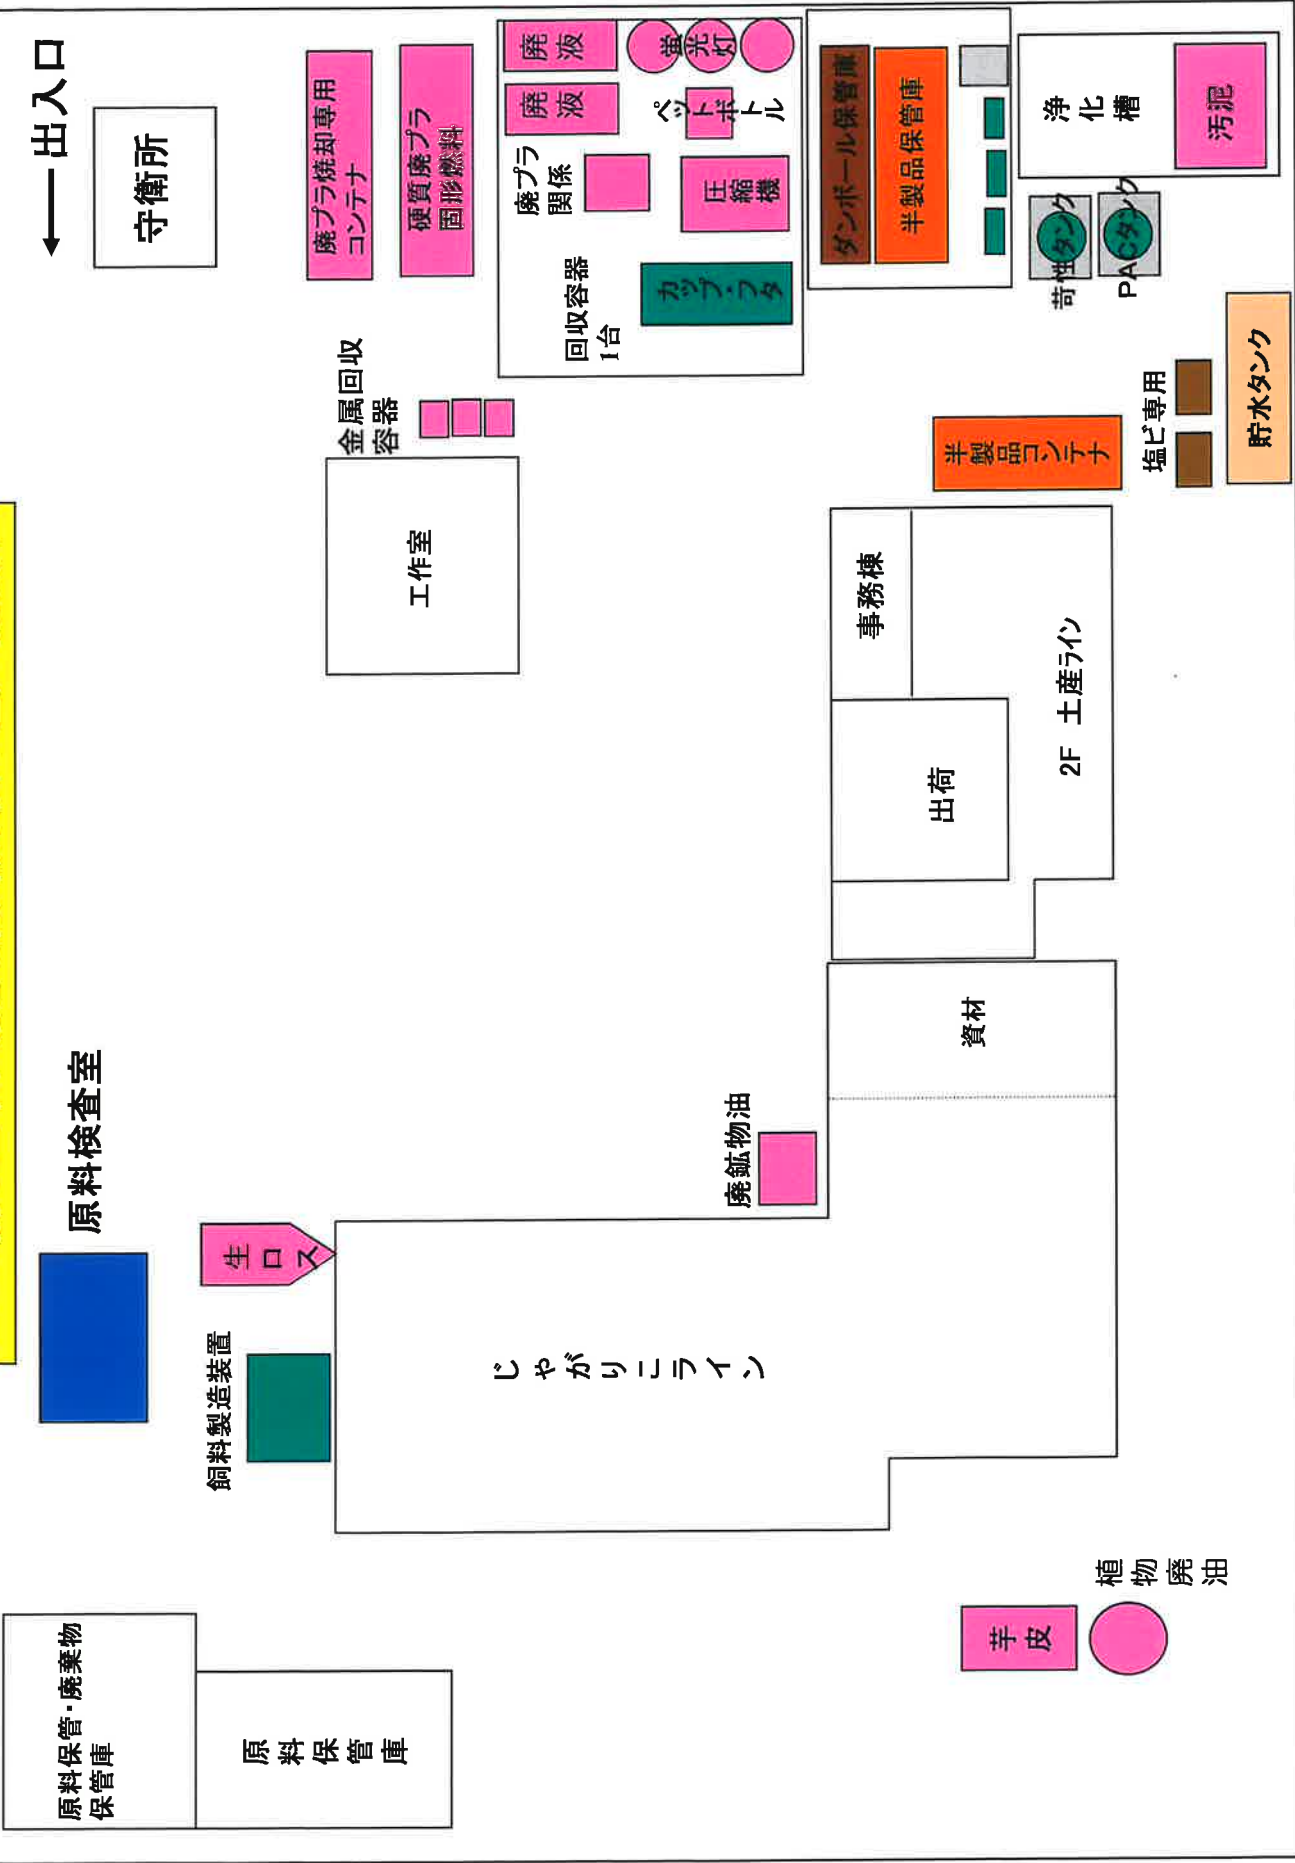 原料保管・廃棄物
保管庫
原料保管庫
原料検査室
飼料製造装置
生ロス
じゃがりこライン
廃鉱物油
芋皮
植物廃油
資材
出荷
事務棟
2F 土産ライン
工作室
金属回収
容器
出入口
守衛所
廃プラ焼却専用
コンテナ
硬質廃プラ
固形燃料
廃液
廃液
蛍光灯
ペットボトル
廃プラ
関係
圧縮機
回収容器
1台
カップ・フタ
ダンボール保管庫
半製品保管庫
浄化槽
汚泥
苛性タンク
PACタンク
半製品コンテナ
塩ビ専用
貯水タンク